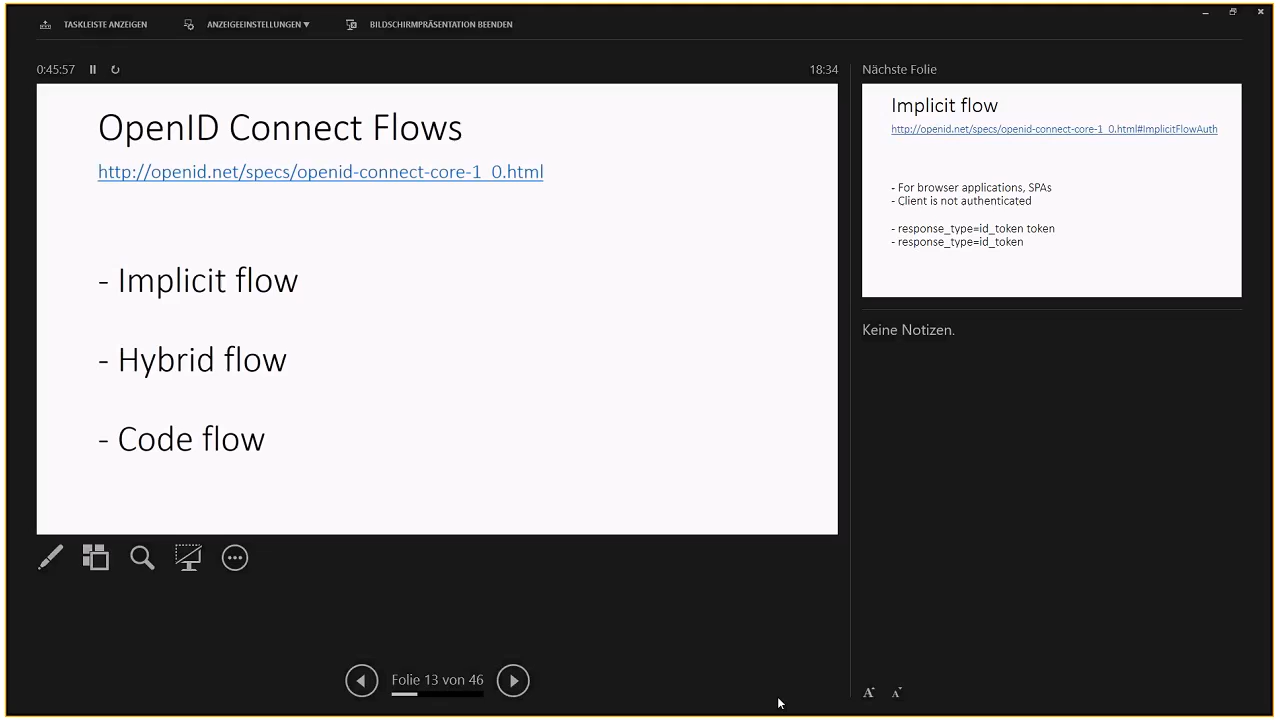 TASKLEISTE ANZEIGEN
ANZEIGEEINSTELLUNGEN ▼
BILDSCHIRMPRÄSENTATION BEENDEN
0:45:57
18:34
OpenID Connect Flows
http://openid.net/specs/openid-connect-core-1_0.html
- Implicit flow
- Hybrid flow
- Code flow
Folie 13 von 46
Nächste Folie
Implicit flow
http://openid.net/specs/openid-connect-core-1_0.html#ImplicitFlowAuth
- For browser applications, SPAs
- Client is not authenticated
- response_type=id_token token
- response_type=id_token
Keine Notizen.
A A